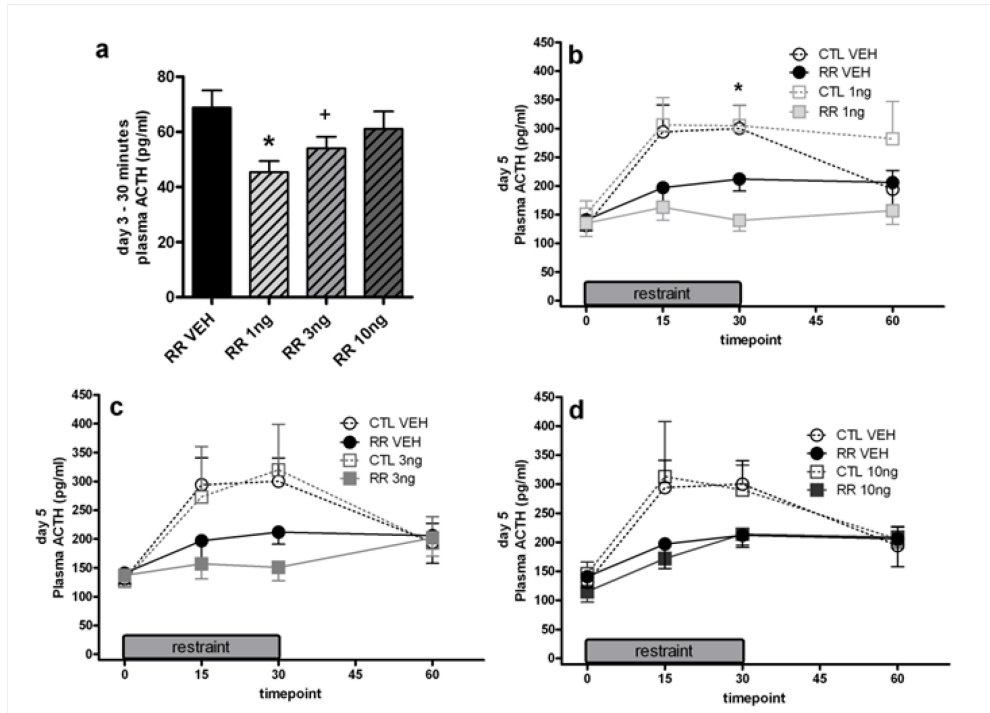 a
day 3 - 30 minutes
plasma ACTH (pg/ml)
80
60
40
20
0
*
+
RR VEH
RR 1ng
RR 3ng
RR 10ng
b
day 5
Plasma ACTH (pg/ml)
450
400
350
300
250
200
150
100
50
0
CTL VEH
RR VEH
CTL 1ng
RR 1ng
*
restraint
0
15
30
45
60
timepoint
c
day 5
Plasma ACTH (pg/ml)
450
400
350
300
250
200
150
100
50
0
CTL VEH
RR VEH
CTL 3ng
RR 3ng
restraint
0
15
30
45
60
timepoint
d
day 5
Plasma ACTH (pg/ml)
450
400
350
300
250
200
150
100
50
0
CTL VEH
RR VEH
CTL 10ng
RR 10ng
restraint
0
15
30
45
60
timepoint